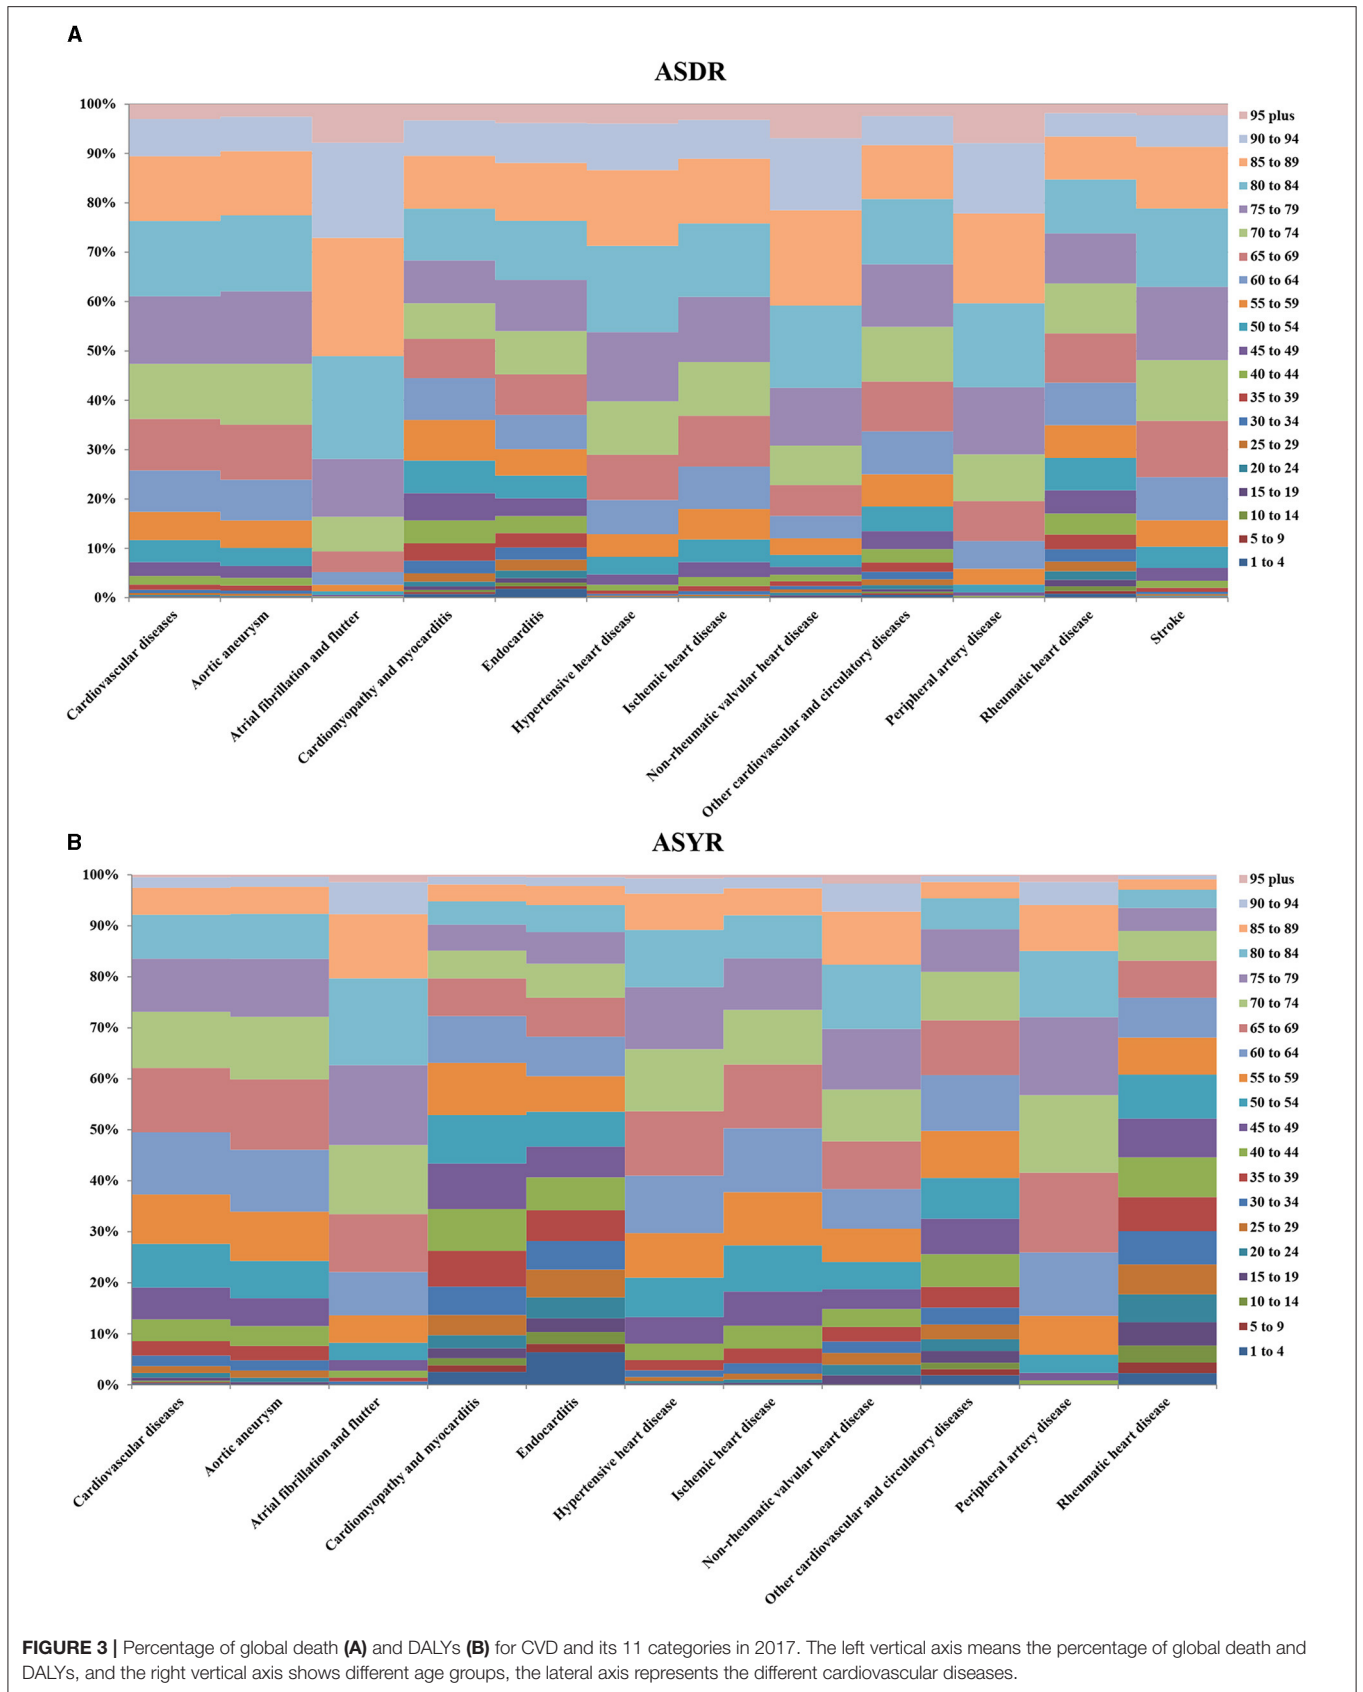 A
ASDR
100%
90%
80%
70%
60%
50%
40%
30%
20%
10%
0%
95 plus
90 to 94
85 to 89
80 to 84
75 to 79
70 to 74
65 to 69
60 to 64
55 to 59
50 to 54
45 to 49
40 to 44
35 to 39
30 to 34
25 to 29
20 to 24
15 to 19
10 to 14
5 to 9
1 to 4
Cardiovascular diseases
Aortic aneurysm
Atrial fibrillation and flutter
Cardiomyopathy and myocarditis
Endocarditis
Hypertensive heart disease
Ischemic heart disease
Non-rheumatic valvular heart disease
Other cardiovascular and circulatory diseases
Peripheral artery disease
Rheumatic heart disease
Stroke
B
ASYR
100%
90%
80%
70%
60%
50%
40%
30%
20%
10%
0%
95 plus
90 to 94
85 to 89
80 to 84
75 to 79
70 to 74
65 to 69
60 to 64
55 to 59
50 to 54
45 to 49
40 to 44
35 to 39
30 to 34
25 to 29
20 to 24
15 to 19
10 to 14
5 to 9
1 to 4
Cardiovascular diseases
Aortic aneurysm
Atrial fibrillation and flutter
Cardiomyopathy and myocarditis
Endocarditis
Hypertensive heart disease
Ischemic heart disease
Non-rheumatic valvular heart disease
Other cardiovascular and circulatory diseases
Peripheral artery disease
Rheumatic heart disease
FIGURE 3 | Percentage of global death (A) and DALYs (B) for CVD and its 11 categories in 2017. The left vertical axis means the percentage of global death and
DALYs, and the right vertical axis shows different age groups, the lateral axis represents the different cardiovascular diseases.